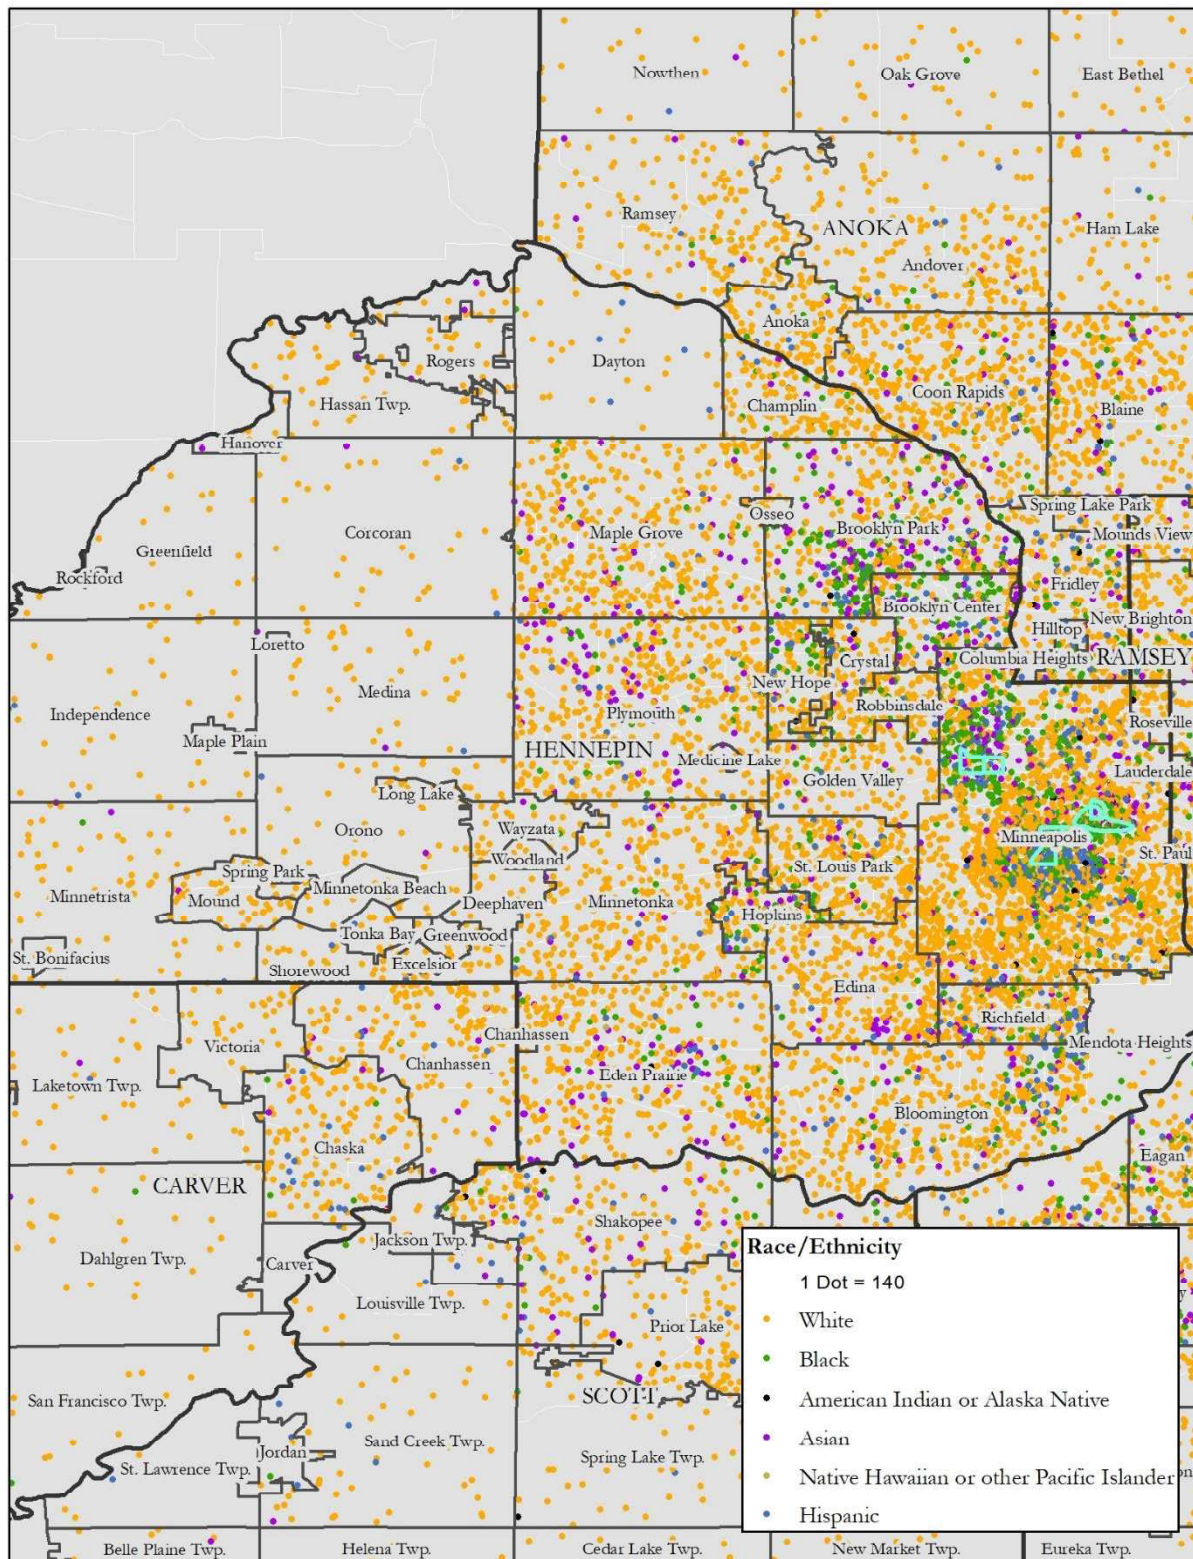 Nowthen
Oak Grove
East Bethel
Ramsey
ANOKA
Ham Lake
Andover
Anoka
Rogers
Dayton
Coon Rapids
Hassan Twp.
Champlin
Blaine
Hanover
Spring Lake Park
Osseo
Maple Grove
Brooklyn Park
Mounds View
Corcoran
Greenfield
Rockford
Fridley
Brooklyn Center
New Brighton
Hilltop
Loretto
Crystal
Columbia Heights
RAMSEY
Medina
New Hope
Independence
Plymouth
Robbinsdale
Roseville
Maple Plain
HENNEPIN
Medicine Lake
Lauderdale
Golden Valley
Long Lake
Orono
Wayzata
Minneapolis
St. Paul
Woodland
St. Louis Park
Spring Park
Minnetonka Beach
Minnetrista
Mound
Deephaven
Minnetonka
Hopkins
Tonka Bay
Greenwood
St. Bonifacius
Excelsior
Shorewood
Edina
Richfield
Chanhassen
Mendota Heights
Victoria
Chanhassen
Laketown Twp.
Eden Prairie
Bloomington
Chaska
Eagan
CARVER
Shakopee
Jackson Twp.
Dahlgren Twp.
Carver
Louisville Twp.
Prior Lake
SCOTT
San Francisco Twp.
Sand Creek Twp.
Jordan
St. Lawrence Twp.
Spring Lake Twp.
Belle Plaine Twp.
Helena Twp.
Cedar Lake Twp.
New Market Twp.
Eureka Twp.
Race/Ethnicity
1 Dot = 140
White
Black
American Indian or Alaska Native
Asian
Native Hawaiian or other Pacific Islander
Hispanic